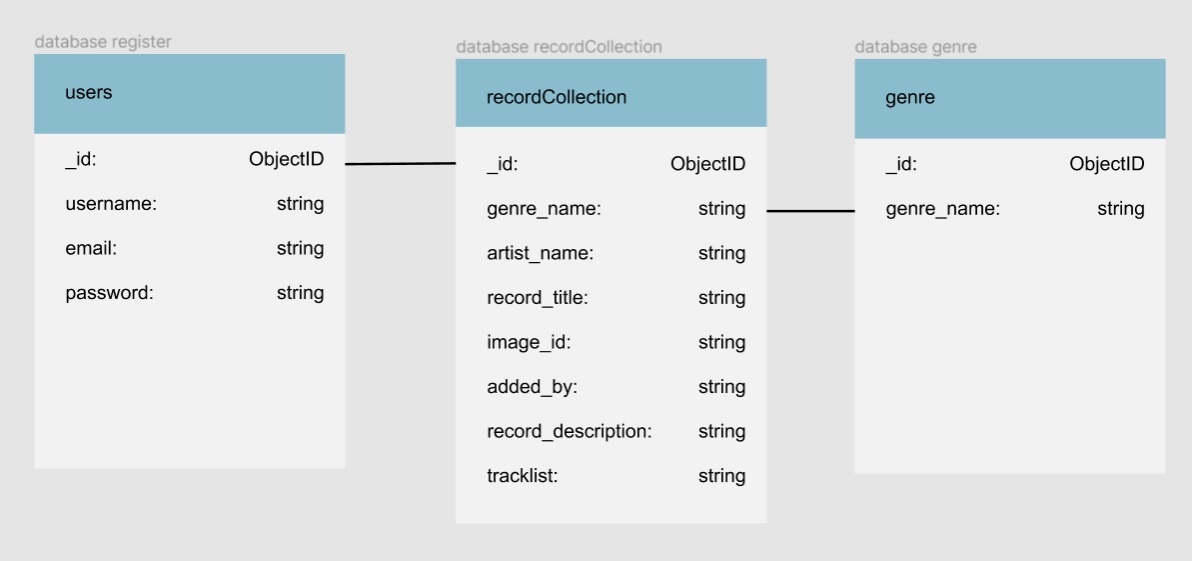 database register
users
_id: ObjectID
username: string
email: string
password: string
database recordCollection
recordCollection
_id: ObjectID
genre_name: string
artist_name: string
record_title: string
image_id: string
added_by: string
record_description: string
tracklist: string
database genre
genre
_id: ObjectID
genre_name: string